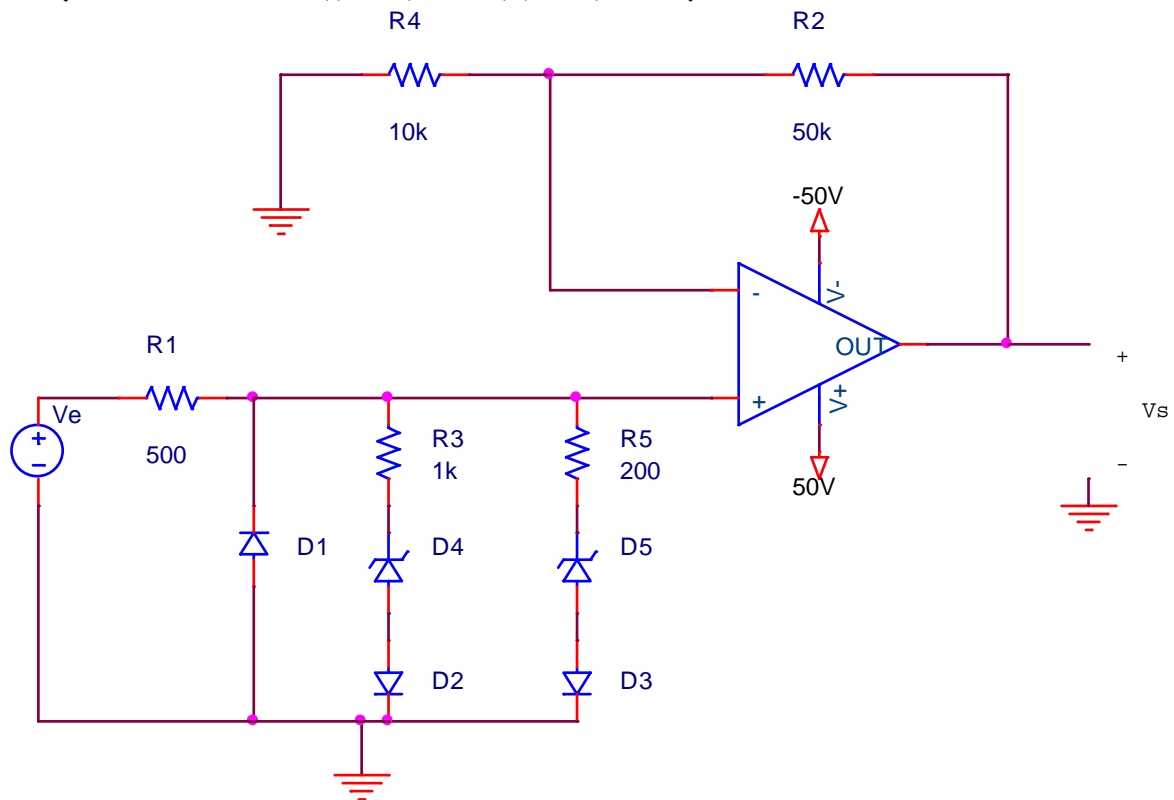 R4
R2
10k
50k
-50V
V-
-
OUT
+
V+
50V
+
Vs
-
R1
Ve
+
-
500
R3
1k
R5
200
D1
D4
D5
D2
D3